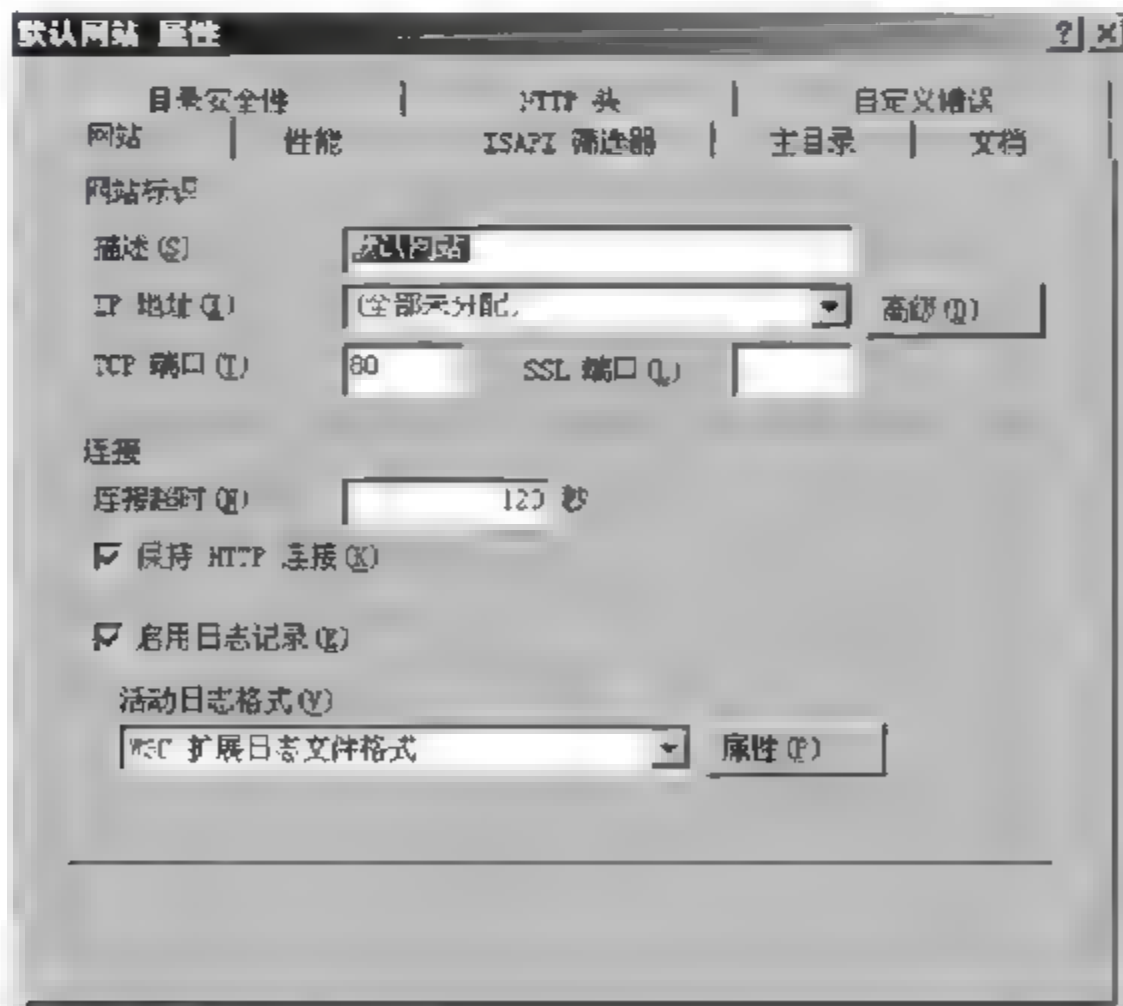 默认网站 属性
目录安全性 HTTP 头 自定义错误
网站 性能 ISAPI 筛选器 主目录 文档
网站标识
描述(S) 默认网站
IP 地址(I) (全部未分配) 高级(D)
TCP 端口(T) 80 SSL 端口(L)
连接
连接超时(N) 120 秒
保持 HTTP 连接(K)
启用日志记录(E)
活动日志格式(V)
W3C 扩展日志文件格式 属性(P)